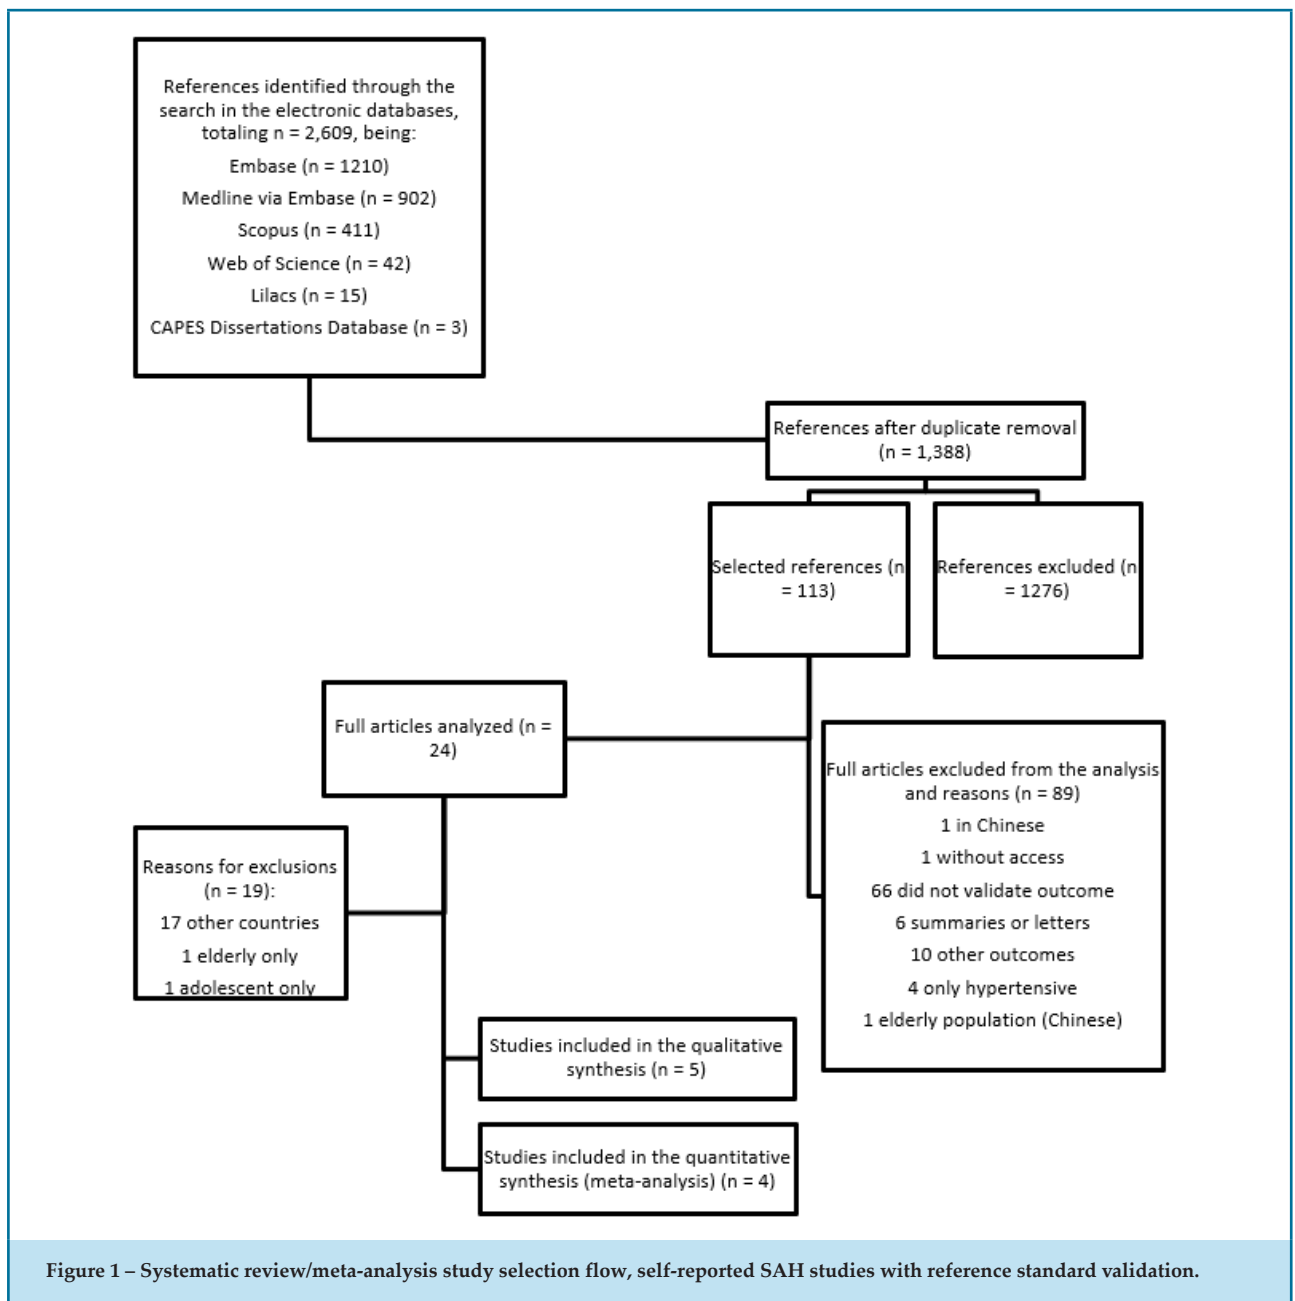 References identified through the
search in the electronic databases,
totaling n = 2,609, being:
Embase (n = 1210)
Medline via Embase (n = 902)
Scopus (n = 411)
Web of Science (n = 42)
Lilacs (n = 15)
CAPES Dissertations Database (n = 3)
References after duplicate removal
(n = 1,388)
Selected references (n
= 113)
References excluded (n
= 1276)
Full articles analyzed (n =
24)
Full articles excluded from the analysis
and reasons (n = 89)
1 in Chinese
1 without access
66 did not validate outcome
6 summaries or letters
10 other outcomes
4 only hypertensive
1 elderly population (Chinese)
Reasons for exclusions
(n = 19):
17 other countries
1 elderly only
1 adolescent only
Studies included in the qualitative
synthesis (n = 5)
Studies included in the quantitative
synthesis (meta-analysis) (n = 4)
Figure 1 – Systematic review/meta-analysis study selection flow, self-reported SAH studies with reference standard validation.